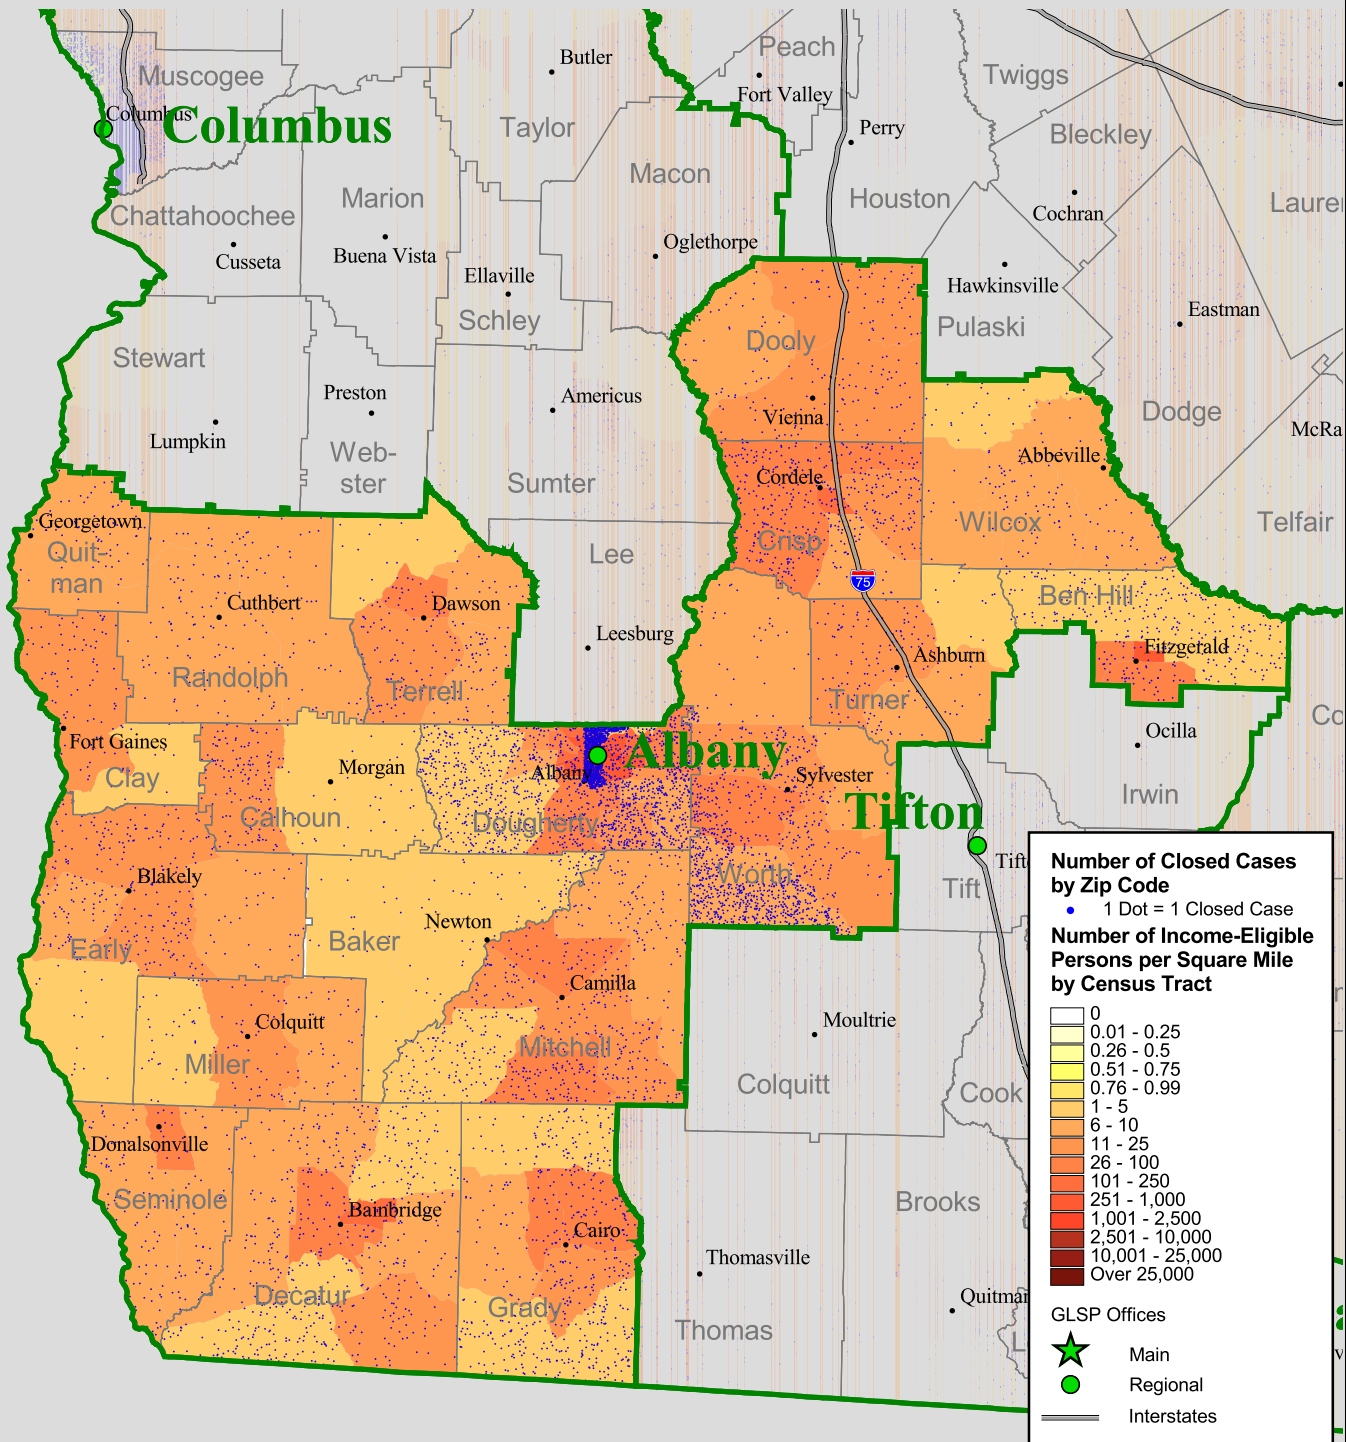 Butler
Peach
Muscogee
Twiggs
Fort Valley
Columbus
Columbus
Taylor
Perry
Bleckley
Macon
Marion
Houston
Chattahoochee
Cochran
Oglethorpe
Buena Vista
Cusseta
Ellaville
Hawkinsville
Eastman
Schley
Pulaski
Dooly
Stewart
Preston
Americus
Vienna
Dodge
Lumpkin
Web-
ster
Abbeville
Cordele
Sumter
Georgetown
Wilcox
Telfair
Quit-
man
Lee
Crisp
75
Ben Hill
Cuthbert
Dawson
Leesburg
Fitzgerald
Ashburn
Randolph
Terrell
Turner
Ocilla
Fort Gaines
Albany
Morgan
Albany
Sylvester
Clay
Irwin
Calhoun
Dougherty
Tifton
Blakely
Worth
Tift
Newton
Baker
Early
Camilla
Colquitt
Moultrie
Mitchell
Miller
Colquitt
Cook
Donalsonville
Seminole
Brooks
Bainbridge
Cairo
Thomasville
Decatur
Grady
Thomas
Number of Closed Cases
by Zip Code
1 Dot = 1 Closed Case
Number of Income-Eligible
Persons per Square Mile
by Census Tract
0
0.01 - 0.25
0.26 - 0.5
0.51 - 0.75
0.76 - 0.99
1 - 5
6 - 10
11 - 25
26 - 100
101 - 250
251 - 1,000
1,001 - 2,500
2,501 - 10,000
10,001 - 25,000
Over 25,000
GLSP Offices
Main
Regional
Interstates